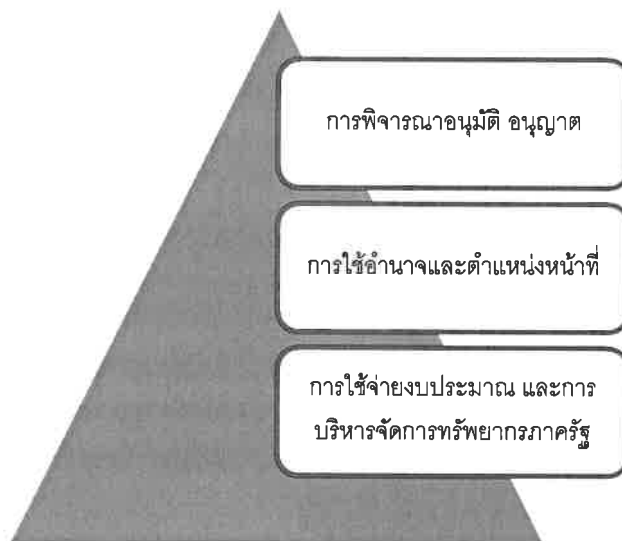 การพิจารณาอนุมัติ อนุญาต
การใช้อำนาจและตำแหน่งหน้าที่
การใช้จ่ายงบประมาณ และการ
บริหารจัดการทรัพยากรภาครัฐ